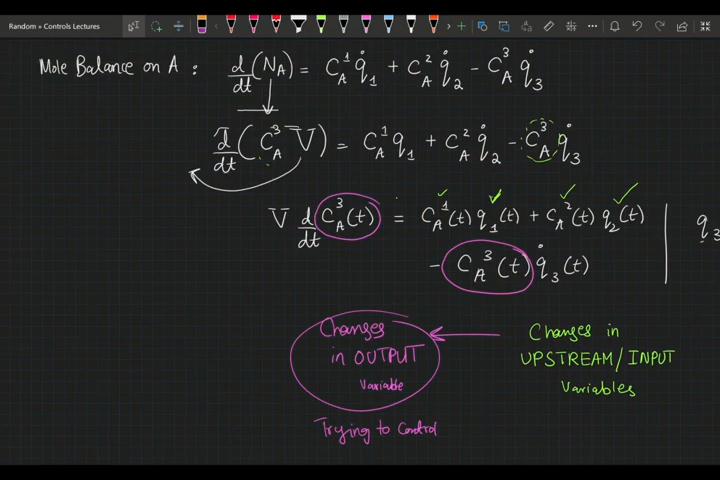 Random » Controls Lectures
Mole Balance on A : d/dt (N_A) = C_A^1 q̇_1 + C_A^2 q̇_2 - C_A^3 q̇_3
d/dt (C_A^3 V) = C_A^1 q_1 + C_A^2 q̇_2 - C_A^3 q̇_3
V d/dt C_A^3(t) = C_A^1(t) q_1(t) + C_A^2(t) q_2(t)
q_3
- C_A^3(t) q̇_3(t)
Changes
in OUTPUT
Variable
Changes in
UPSTREAM/INPUT
Variables
Trying to Control